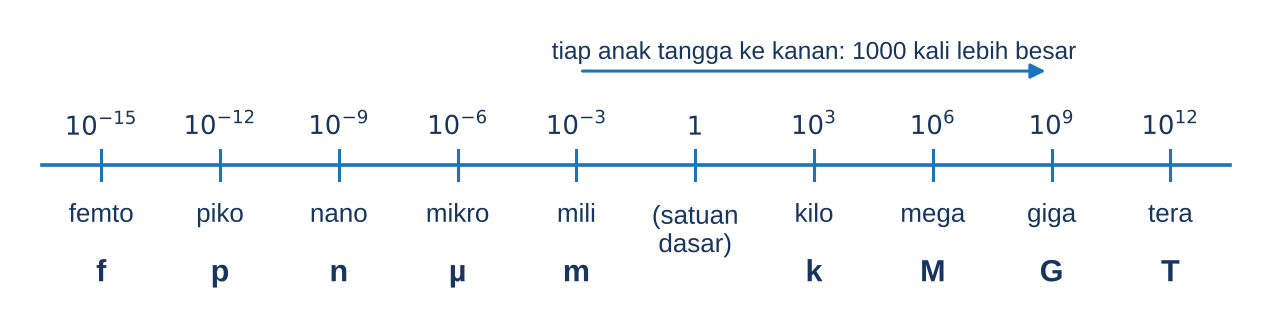 tiap anak tangga ke kanan: 1000 kali lebih besar
10⁻¹⁵ 10⁻¹² 10⁻⁹ 10⁻⁶ 10⁻³ 1 10³ 10⁶ 10⁹ 10¹²
femto piko nano mikro mili (satuan kilo mega giga tera
dasar)
f p n µ m k M G T